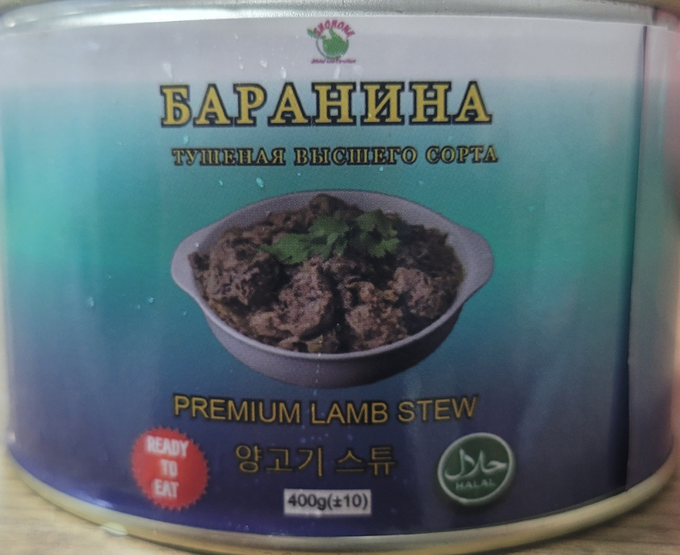 БАРАНИНА
ТУШЕНАЯ ВЫСШЕГО СОРТА
PREMIUM LAMB STEW
READY
TO
EAT
양고기 스튜
400g(±10)
حلال
HALAL